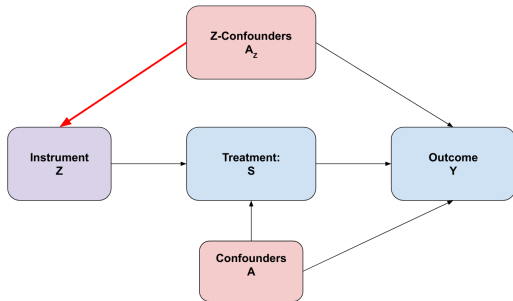 Z-Confounders
A_Z
Instrument
Z
Treatment:
S
Outcome
Y
Confounders
A